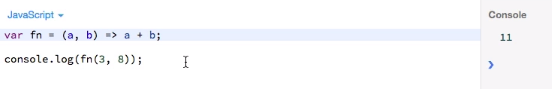 JavaScript
Console
var fn = (a, b) => a + b;
console.log(fn(3, 8));
11